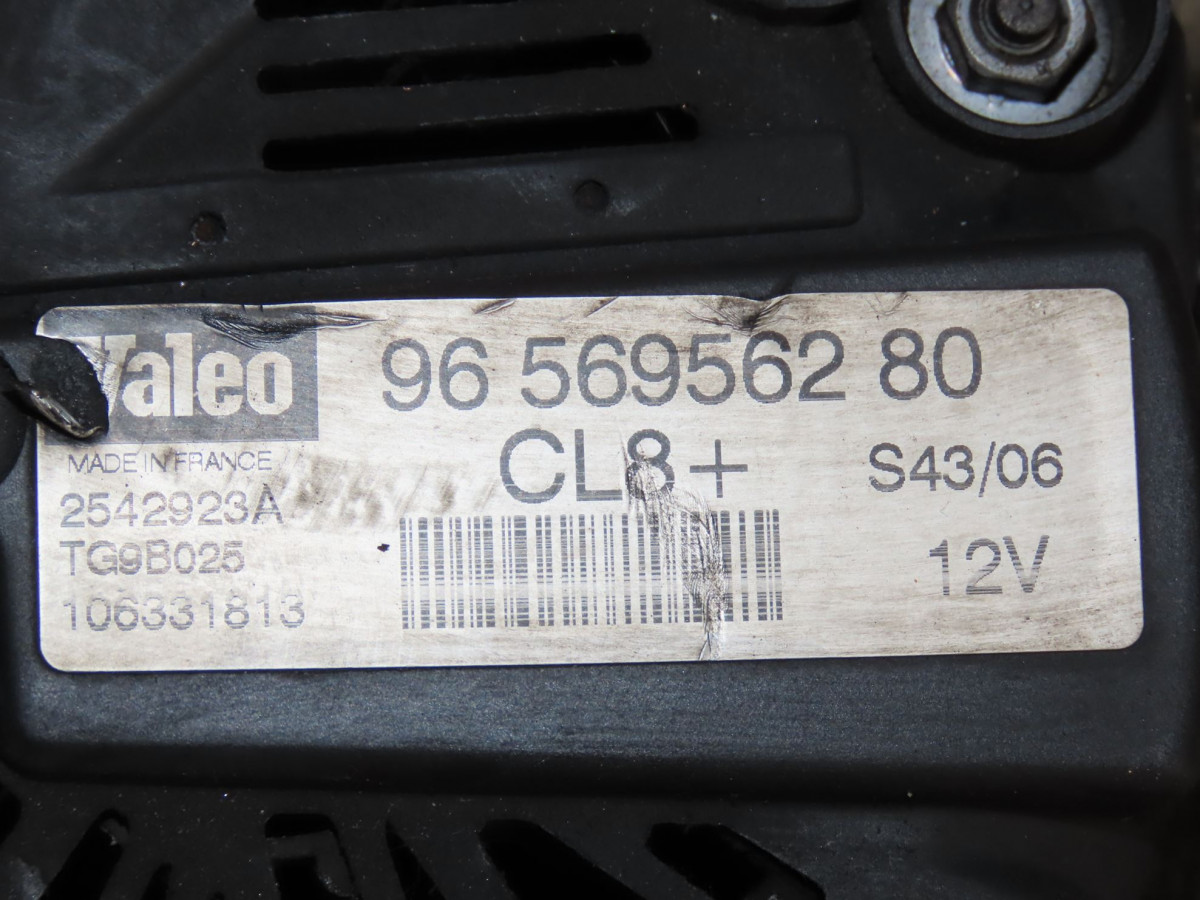 Valeo
96 569562 80
MADE IN FRANCE
CL8+
S43/06
2542923A
TG9B025
12V
106331813